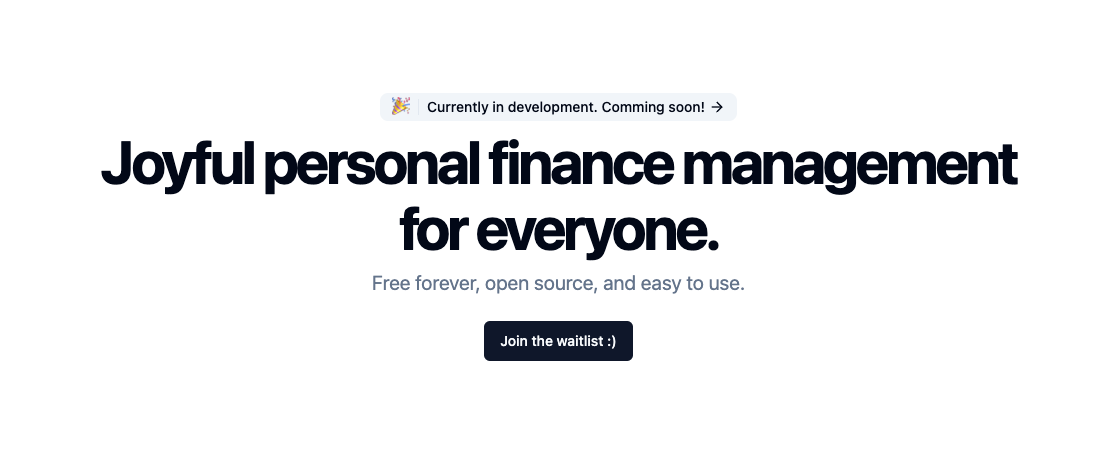 Currently in development. Comming soon! →
Joyful personal finance management
for everyone.
Free forever, open source, and easy to use.
Join the waitlist :)